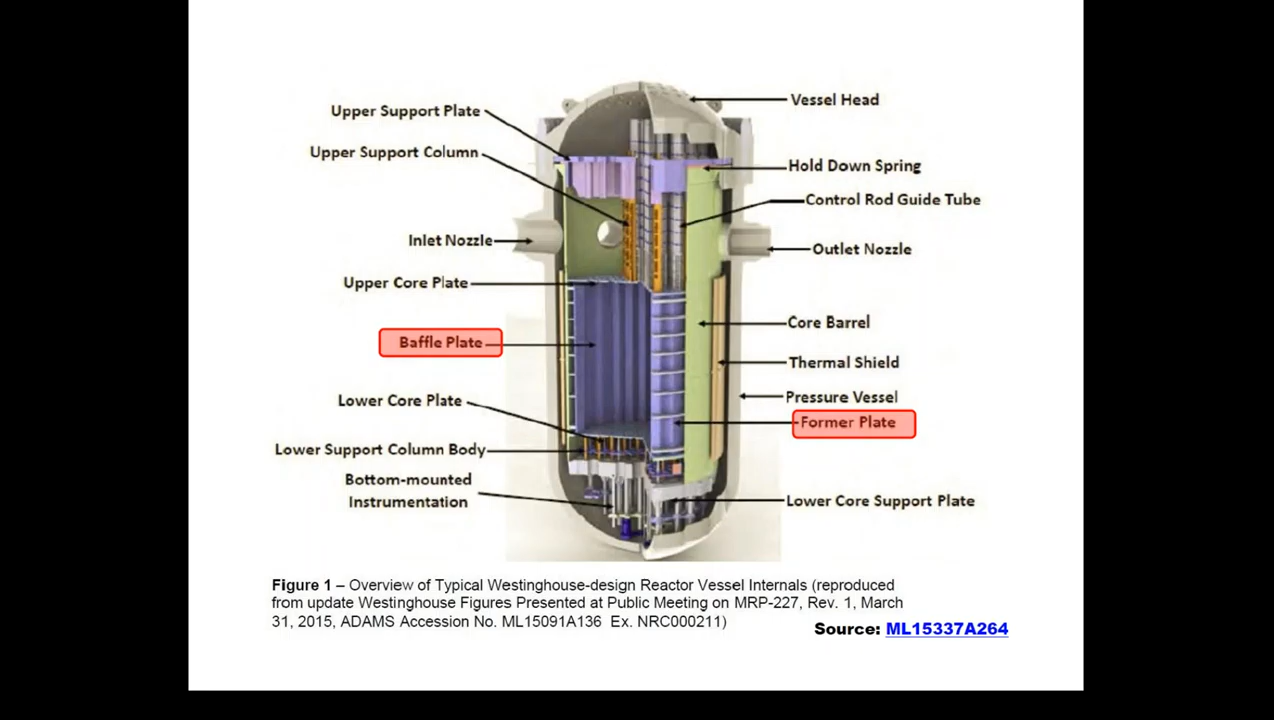 Upper Support Plate
Vessel Head
Upper Support Column
Hold Down Spring
Control Rod Guide Tube
Inlet Nozzle
Outlet Nozzle
Upper Core Plate
Core Barrel
Baffle Plate
Thermal Shield
Lower Core Plate
Pressure Vessel
Former Plate
Lower Support Column Body
Bottom-mounted
Instrumentation
Lower Core Support Plate
Figure 1 – Overview of Typical Westinghouse-design Reactor Vessel Internals (reproduced
from update Westinghouse Figures Presented at Public Meeting on MRP-227, Rev. 1, March
31, 2015, ADAMS Accession No. ML15091A136 Ex. NRC000211)
Source: ML15337A264